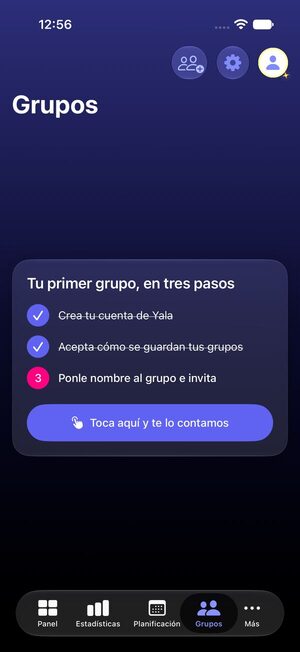 12:56
Grupos
Tu primer grupo, en tres pasos
Crea tu cuenta de Yala
Acepta cómo se guardan tus grupos
3 Ponle nombre al grupo e invita
Toca aquí y te lo contamos
Panel Estadísticas Planificación Grupos Más